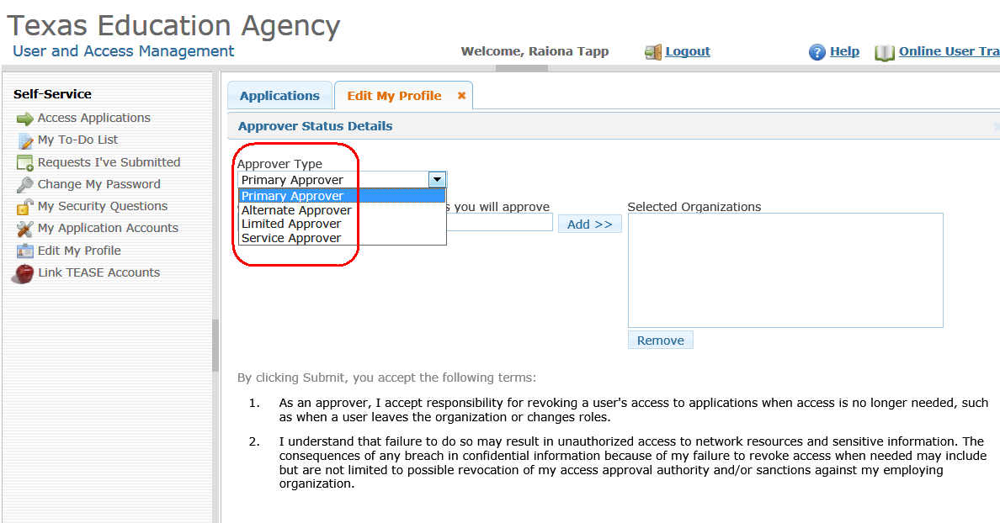 Texas Education Agency
User and Access Management
Welcome, Raiona Tapp
Logout
Help
Online User Tra
Self-Service
Access Applications
My To-Do List
Requests I've Submitted
Change My Password
My Security Questions
My Application Accounts
Edit My Profile
Link TEASE Accounts
Applications
Edit My Profile
Approver Status Details
Approver Type
Primary Approver
Primary Approver
Alternate Approver
Limited Approver
Service Approver
you will approve
Add >>
Selected Organizations
Remove
By clicking Submit, you accept the following terms:
1. As an approver, I accept responsibility for revoking a user's access to applications when access is no longer needed, such
as when a user leaves the organization or changes roles.
2. I understand that failure to do so may result in unauthorized access to network resources and sensitive information. The
consequences of any breach in confidential information because of my failure to revoke access when needed may include
but are not limited to possible revocation of my access approval authority and/or sanctions against my employing
organization.